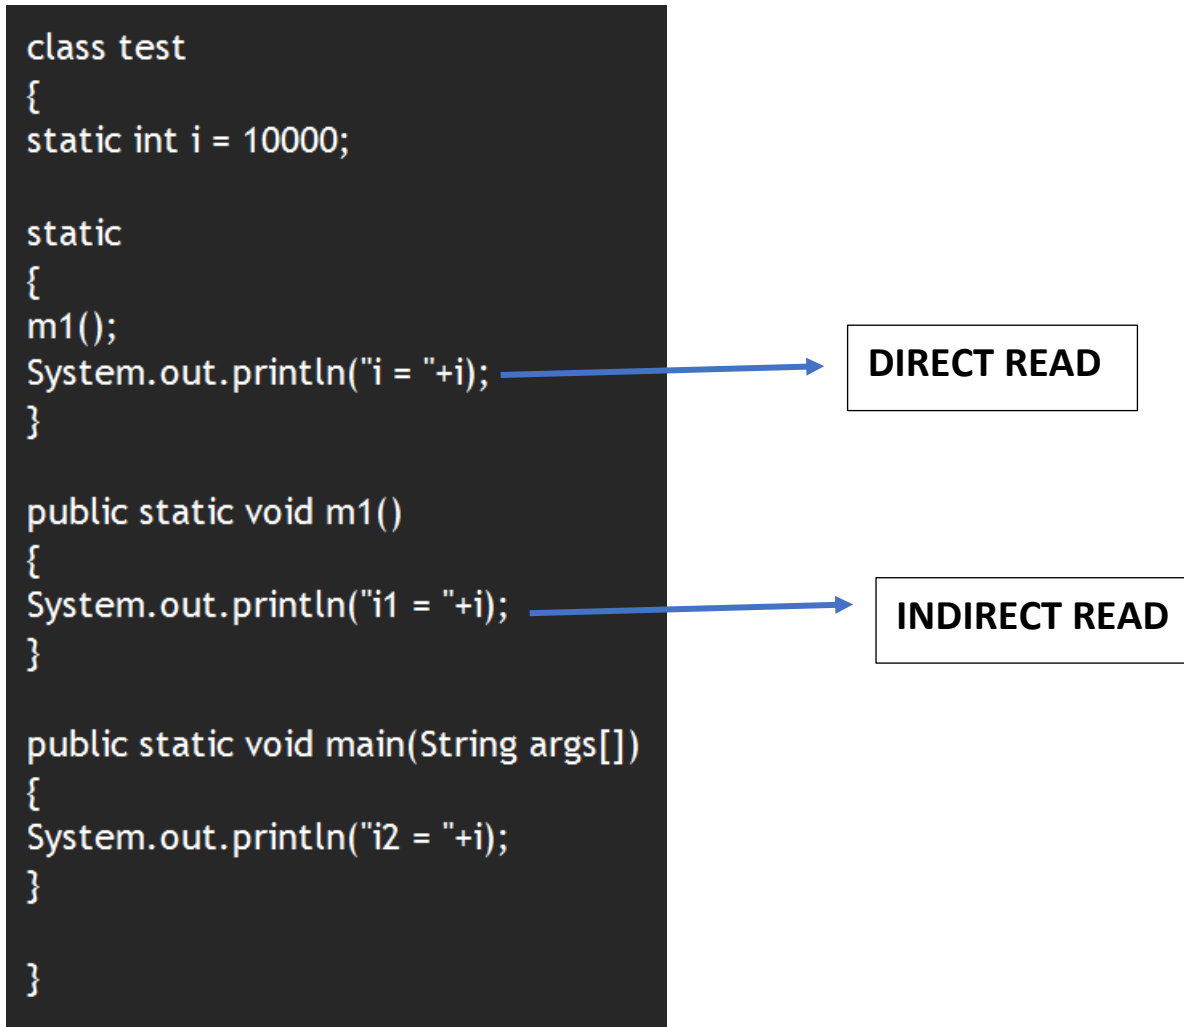 class test
{
static int i = 10000;
static
{
m1();
System.out.println("i = "+i);
DIRECT READ
}
public static void m1()
{
System.out.println("i1 = "+i);
INDIRECT READ
}
public static void main(String args[])
{
System.out.println("i2 = "+i);
}
}